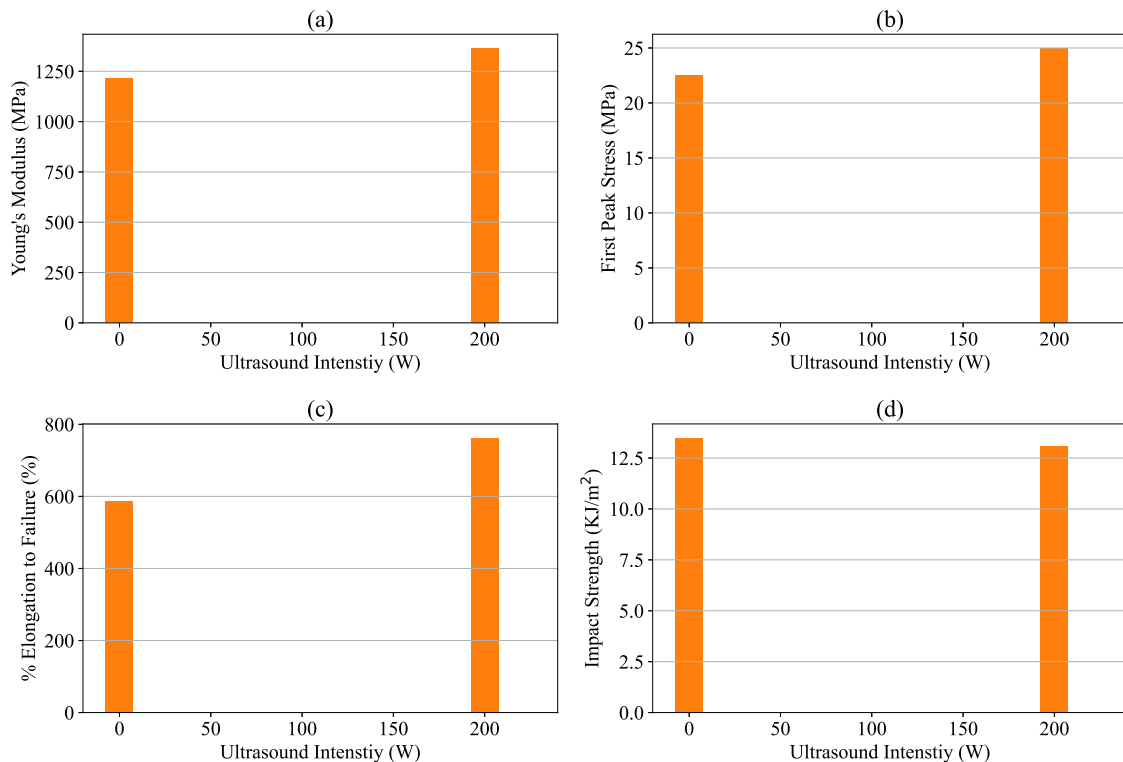 (a)
Young's Modulus (MPa)
1250
1000
750
500
250
0
0 50 100 150 200
Ultrasound Intenstiy (W)
(b)
First Peak Stress (MPa)
25
20
15
10
5
0
0 50 100 150 200
Ultrasound Intenstiy (W)
(c)
% Elongation to Failure (%)
800
600
400
200
0
0 50 100 150 200
Ultrasound Intenstiy (W)
(d)
Impact Strength (KJ/m²)
12.5
10.0
7.5
5.0
2.5
0.0
0 50 100 150 200
Ultrasound Intenstiy (W)